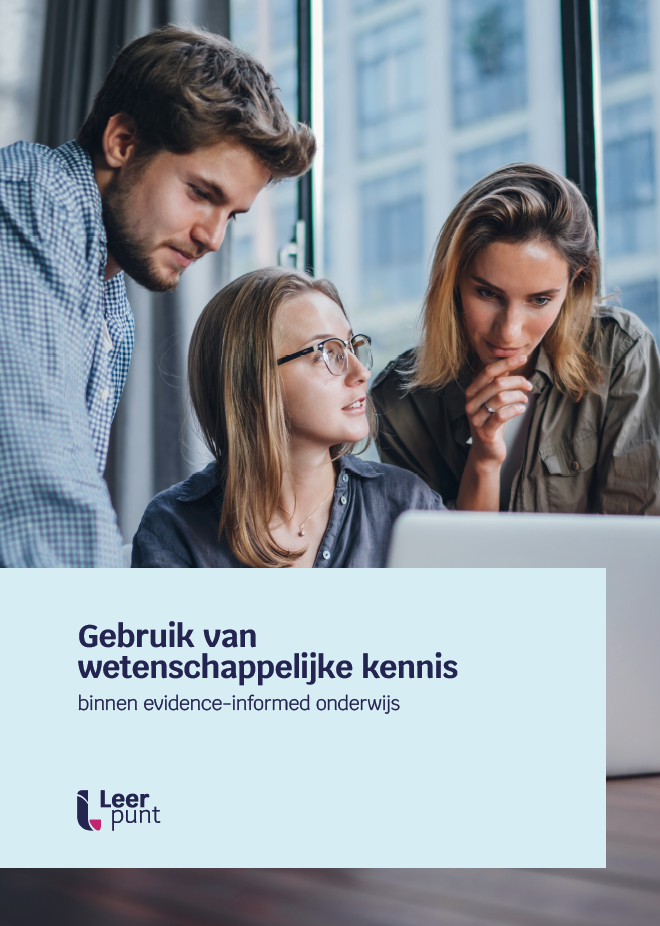 Gebruik van
wetenschappelijke kennis
binnen evidence-informed onderwijs
Leer
punt